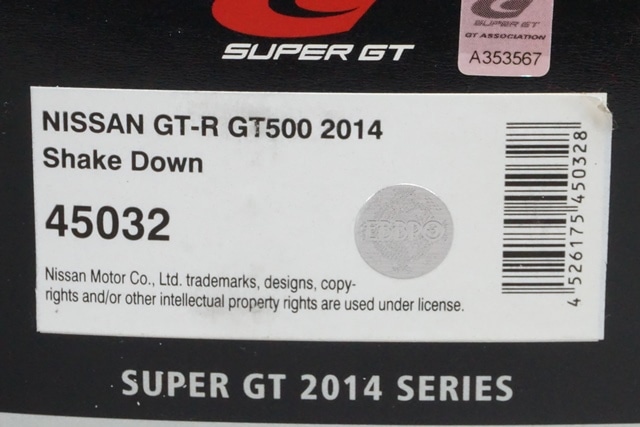 SUPER GT
SUPER GT
GT ASSOCIATION
A353567
NISSAN GT-R GT500 2014
Shake Down
45032
EBBRO
Nissan Motor Co., Ltd. trademarks, designs, copy-
rights and/or other intellectual property rights are used under license.
4 526175 450328
SUPER GT 2014 SERIES